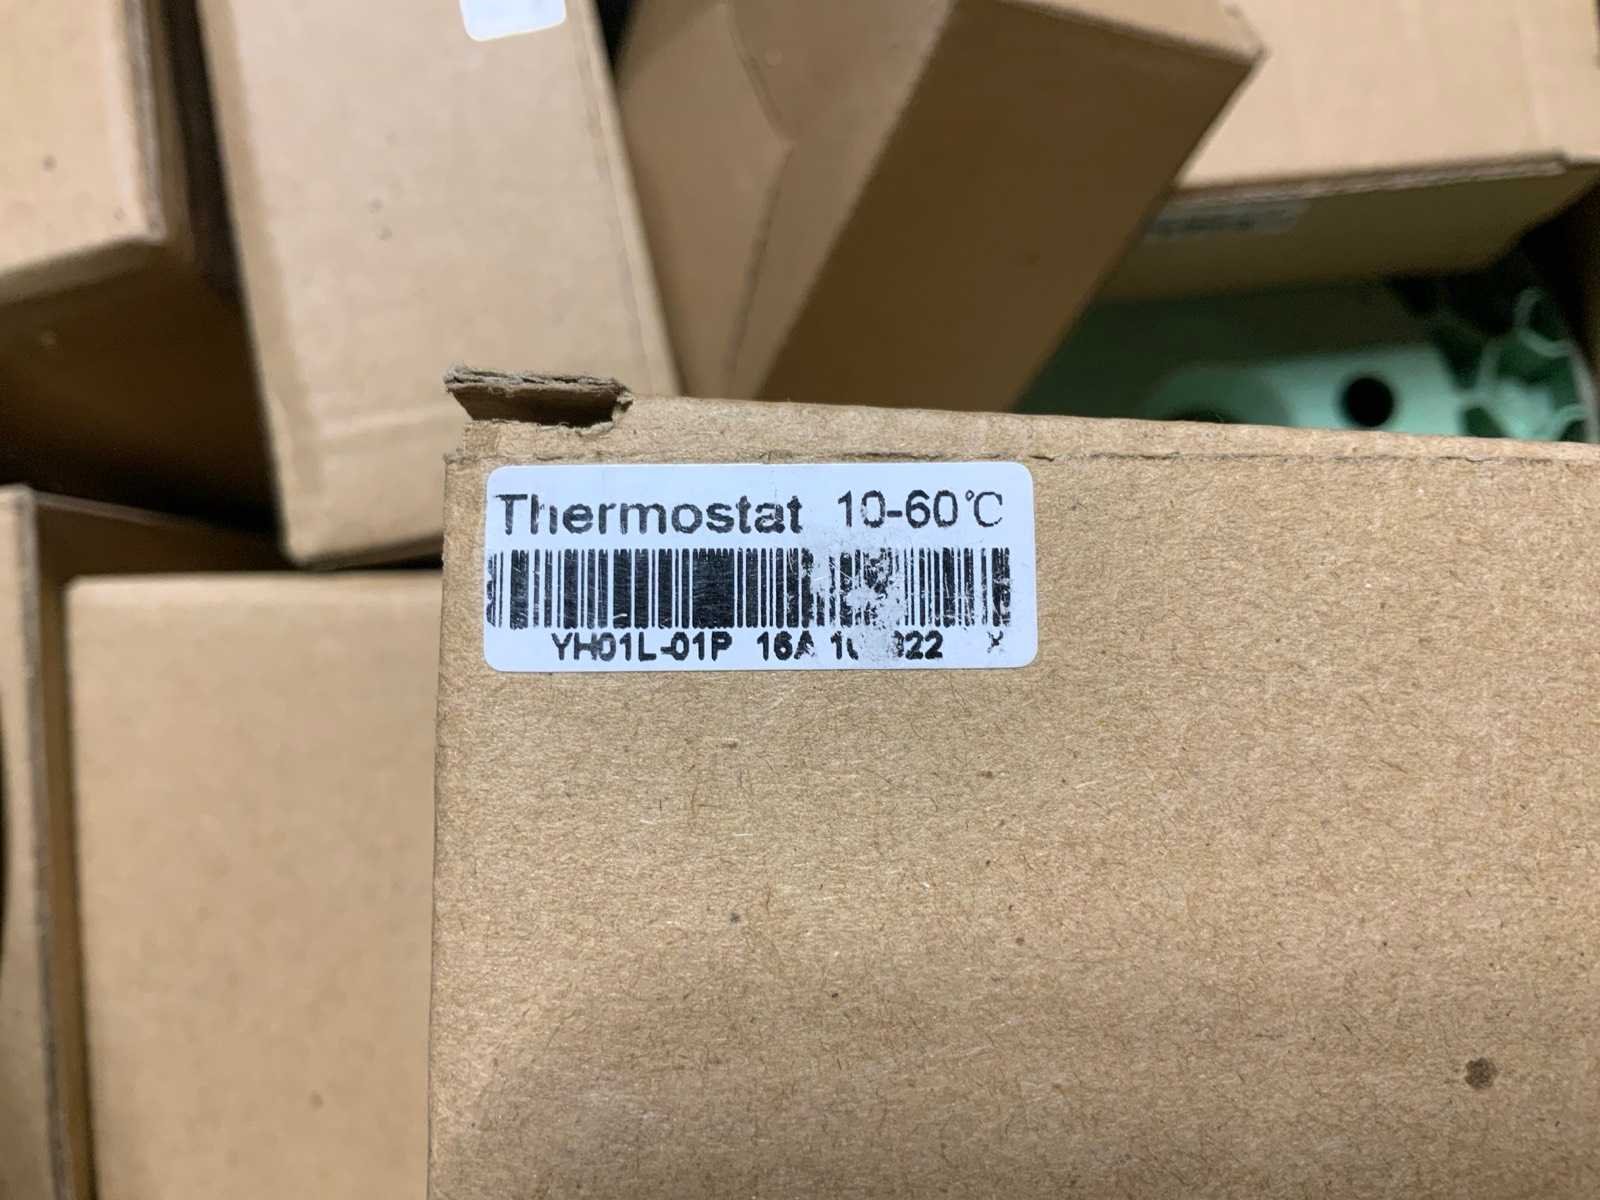 Thermostat 10-60℃
YH01L-01P 16A